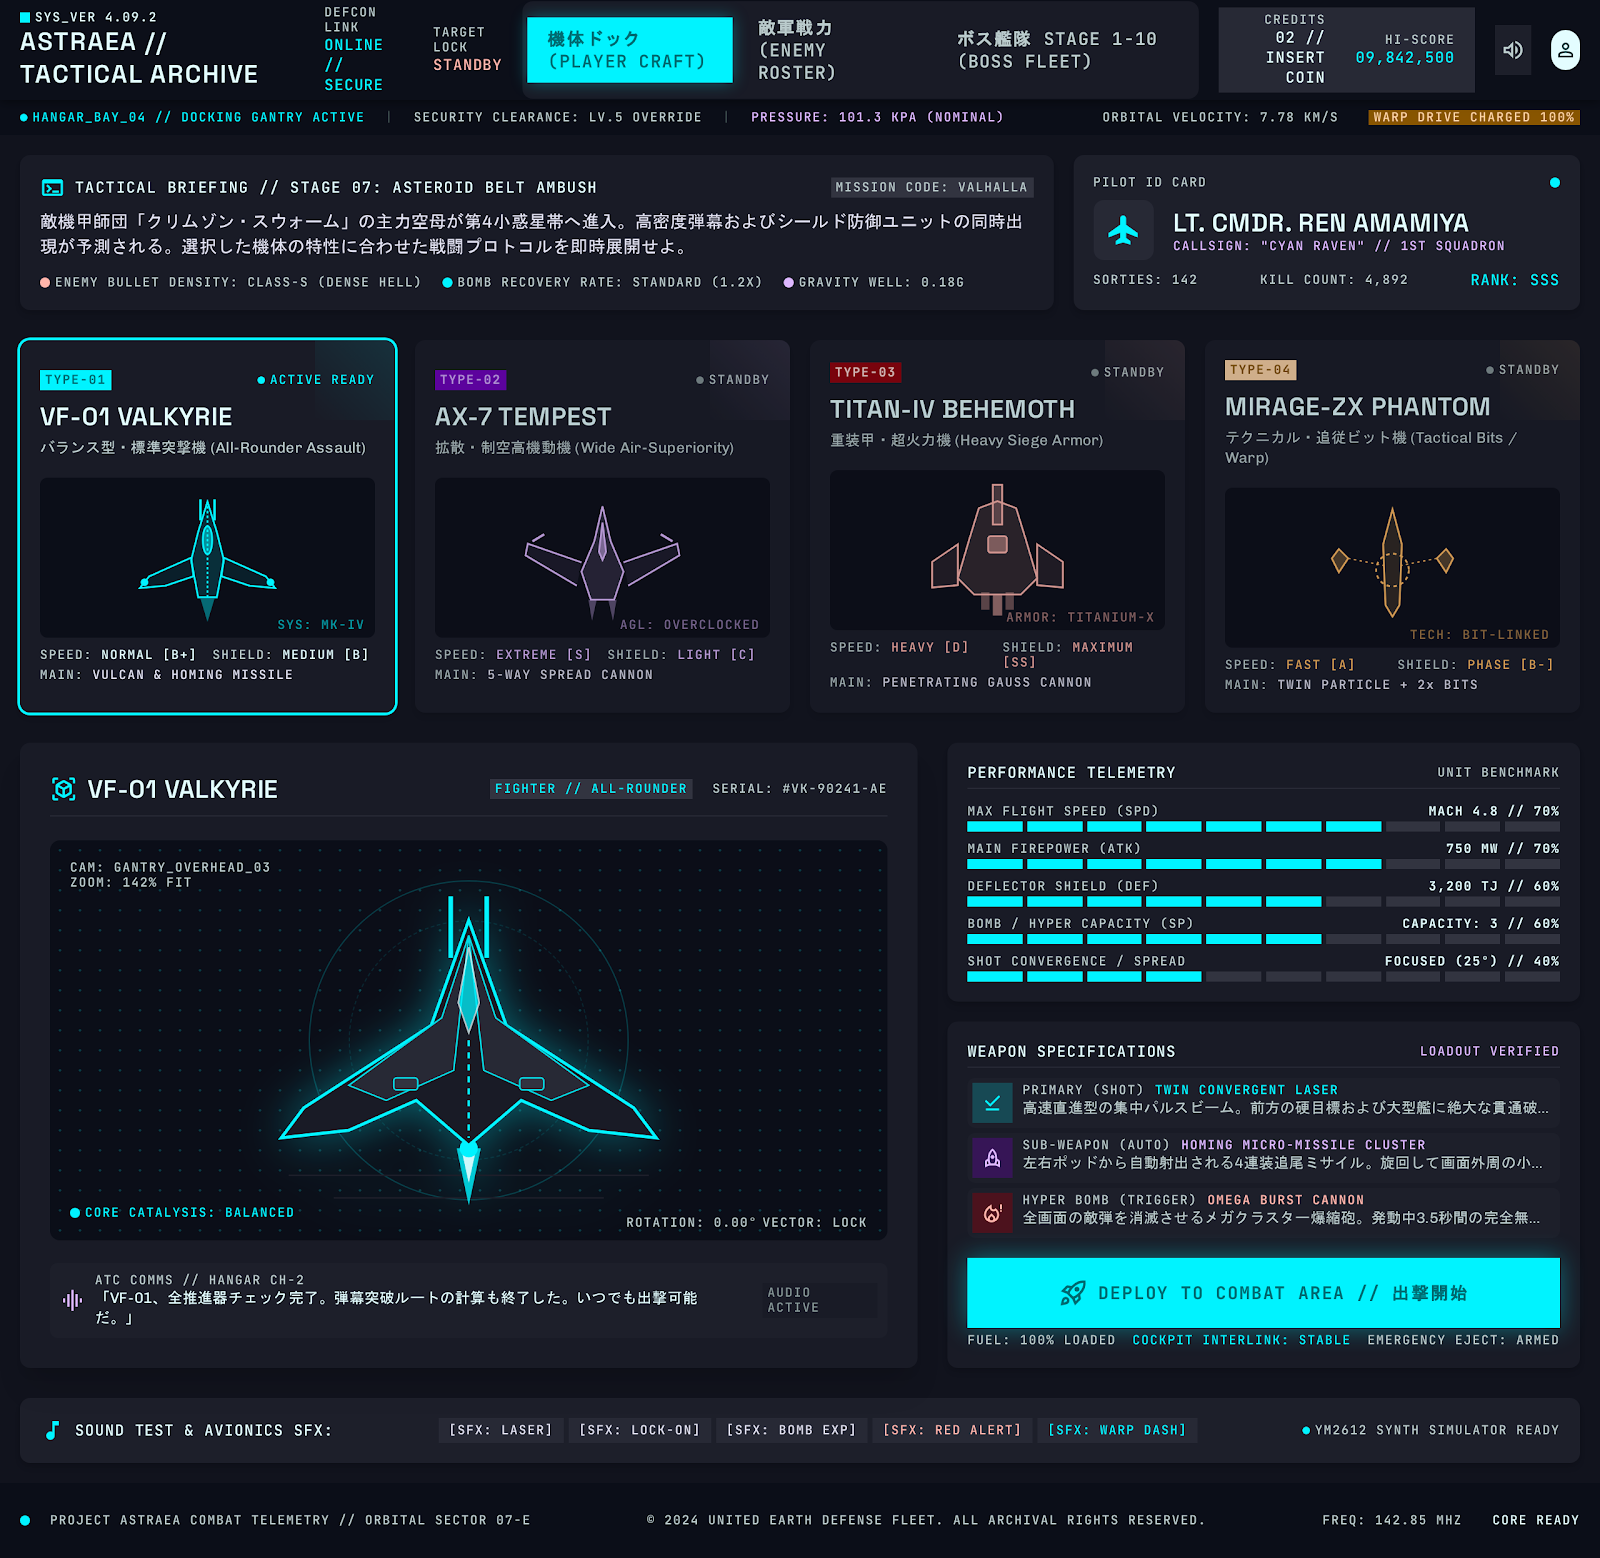 SYS_VER 4.09.2
ASTRAEA //
TACTICAL ARCHIVE
DEFCON
LINK
ONLINE
//
SECURE
TARGET
LOCK
STANDBY
機体ドック
(PLAYER CRAFT)
敵軍戦力
(ENEMY
ROSTER)
ボス艦隊 STAGE 1-10
(BOSS FLEET)
CREDITS
02 //
INSERT
COIN
HI-SCORE
09,842,500
HANGAR_BAY_04 // DOCKING GANTRY ACTIVE | SECURITY CLEARANCE: LV.5 OVERRIDE | PRESSURE: 101.3 KPA (NOMINAL) ORBITAL VELOCITY: 7.78 KM/S WARP DRIVE CHARGED 100%
TACTICAL BRIEFING // STAGE 07: ASTEROID BELT AMBUSH MISSION CODE: VALHALLA
敵機甲師団「クリムゾン・スウォーム」の主力空母が第4小惑星帯へ進入。高密度弾幕およびシールド防御ユニットの同時出
現が予測される。選択した機体の特性に合わせた戦闘プロトコルを即時展開せよ。
ENEMY BULLET DENSITY: CLASS-S (DENSE HELL) BOMB RECOVERY RATE: STANDARD (1.2X) GRAVITY WELL: 0.18G
PILOT ID CARD
LT. CMDR. REN AMAMIYA
CALLSIGN: "CYAN RAVEN" // 1ST SQUADRON
SORTIES: 142 KILL COUNT: 4,892 RANK: SSS
TYPE-01 ACTIVE READY
VF-01 VALKYRIE
バランス型・標準突撃機 (All-Rounder Assault)
SYS: MK-IV
SPEED: NORMAL [B+] SHIELD: MEDIUM [B]
MAIN: VULCAN & HOMING MISSILE
TYPE-02 STANDBY
AX-7 TEMPEST
拡散・制空高機動機 (Wide Air-Superiority)
AGL: OVERCLOCKED
SPEED: EXTREME [S] SHIELD: LIGHT [C]
MAIN: 5-WAY SPREAD CANNON
TYPE-03 STANDBY
TITAN-IV BEHEMOTH
重装甲・超火力機 (Heavy Siege Armor)
ARMOR: TITANIUM-X
SPEED: HEAVY [D] SHIELD: MAXIMUM
[SS]
MAIN: PENETRATING GAUSS CANNON
TYPE-04 STANDBY
MIRAGE-ZX PHANTOM
テクニカル・追従ビット機 (Tactical Bits /
Warp)
TECH: BIT-LINKED
SPEED: FAST [A] SHIELD: PHASE [B-]
MAIN: TWIN PARTICLE + 2x BITS
VF-01 VALKYRIE FIGHTER // ALL-ROUNDER SERIAL: #VK-90241-AE
CAM: GANTRY_OVERHEAD_03
ZOOM: 142% FIT
CORE CATALYSIS: BALANCED
ROTATION: 0.00° VECTOR: LOCK
ATC COMMS // HANGAR CH-2
「VF-01、全推進器チェック完了。弾幕突破ルートの計算も終了した。いつでも出撃可能
だ。」
AUDIO
ACTIVE
PERFORMANCE TELEMETRY UNIT BENCHMARK
MAX FLIGHT SPEED (SPD) MACH 4.8 // 70%
MAIN FIREPOWER (ATK) 750 MW // 70%
DEFLECTOR SHIELD (DEF) 3,200 TJ // 60%
BOMB / HYPER CAPACITY (SP) CAPACITY: 3 // 60%
SHOT CONVERGENCE / SPREAD FOCUSED (25°) // 40%
WEAPON SPECIFICATIONS LOADOUT VERIFIED
PRIMARY (SHOT) TWIN CONVERGENT LASER
高速直進型の集中パルスビーム。前方の硬目標および大型艦に絶大な貫通破...
SUB-WEAPON (AUTO) HOMING MICRO-MISSILE CLUSTER
左右ポッドから自動射出される4連装追尾ミサイル。旋回して画面外周の小...
HYPER BOMB (TRIGGER) OMEGA BURST CANNON
全画面の敵弾を消滅させるメガクラスター爆縮砲。発動中3.5秒間の完全無...
DEPLOY TO COMBAT AREA // 出撃開始
FUEL: 100% LOADED COCKPIT INTERLINK: STABLE EMERGENCY EJECT: ARMED
SOUND TEST & AVIONICS SFX: [SFX: LASER] [SFX: LOCK-ON] [SFX: BOMB EXP] [SFX: RED ALERT] [SFX: WARP DASH] YM2612 SYNTH SIMULATOR READY
PROJECT ASTRAEA COMBAT TELEMETRY // ORBITAL SECTOR 07-E © 2024 UNITED EARTH DEFENSE FLEET. ALL ARCHIVAL RIGHTS RESERVED. FREQ: 142.85 MHZ CORE READY